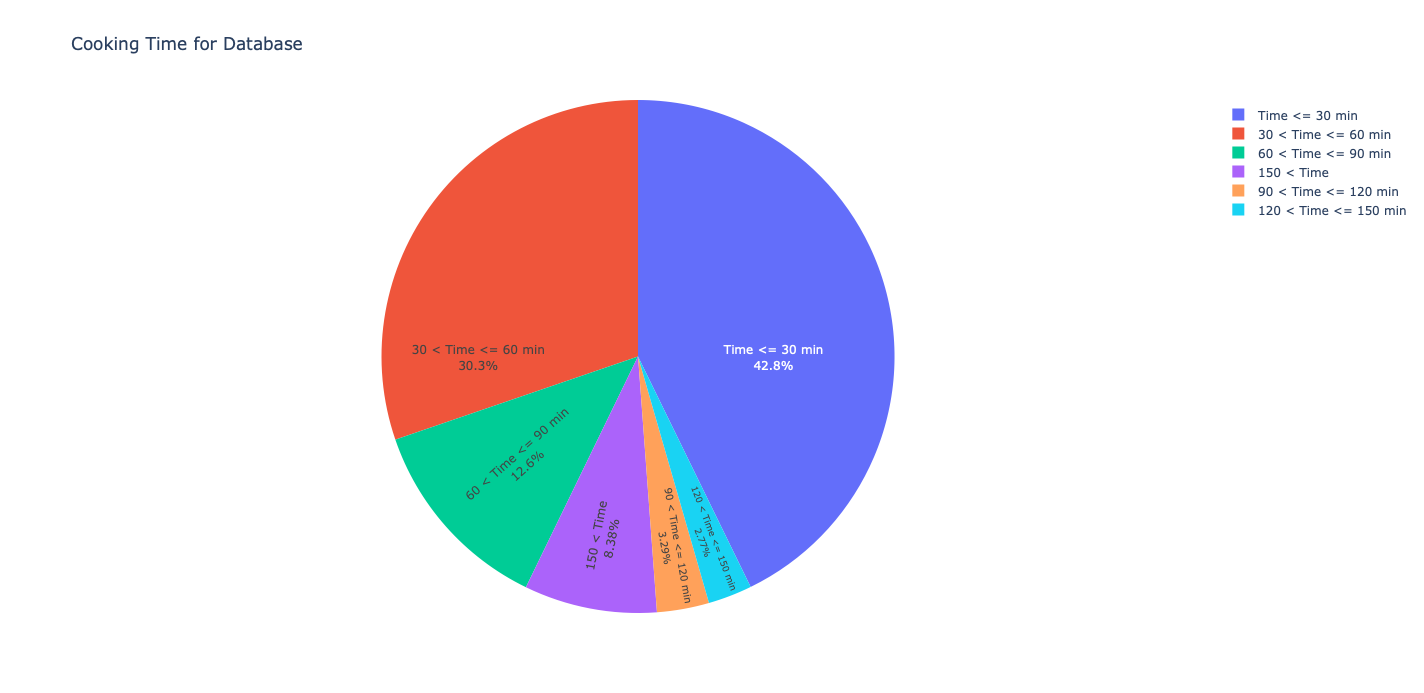 Cooking Time for Database
Time <= 30 min
30 < Time <= 60 min
60 < Time <= 90 min
150 < Time
90 < Time <= 120 min
120 < Time <= 150 min
30 < Time <= 60 min
30.3%
Time <= 30 min
42.8%
60 < Time <= 90 min
12.6%
150 < Time
8.38%
90 < Time <= 120 min
3.29%
120 < Time <= 150 min
2.77%